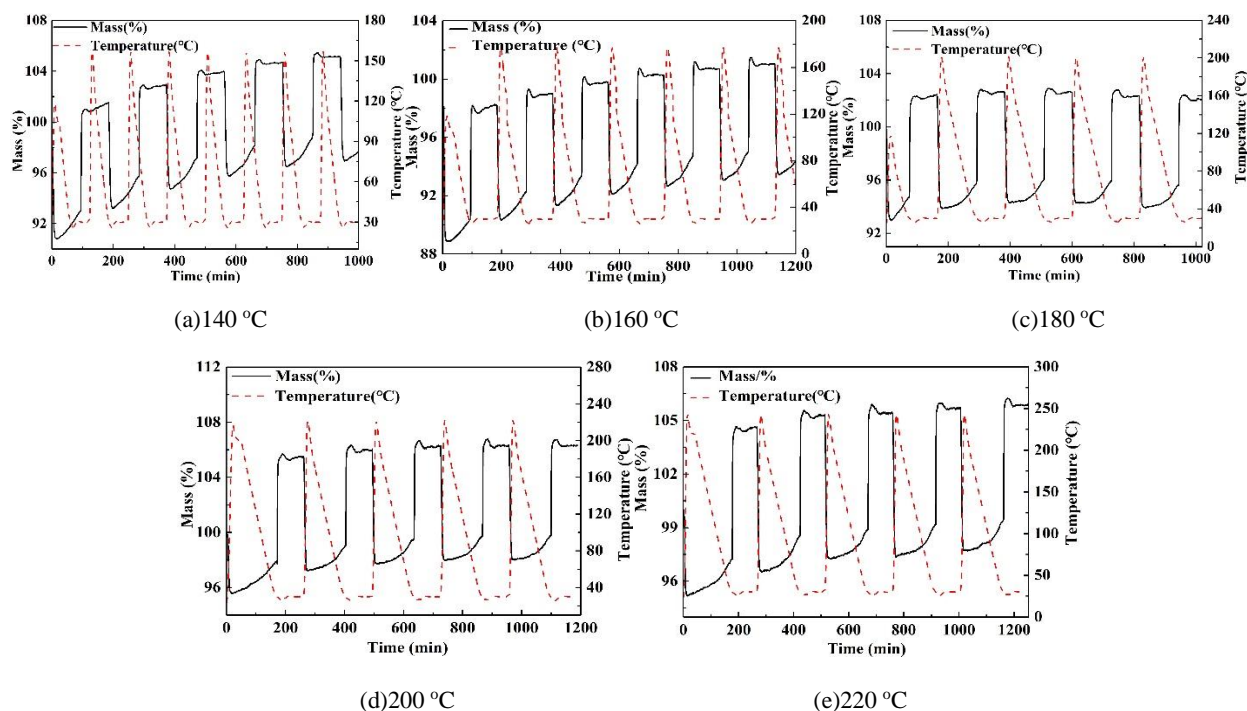 108
104
100
96
92
Mass (%)
Mass(%)
Temperature(℃)
180
150
120
90
60
30
Temperature (℃)
0 200 400 600 800 1000
Time (min)
(a)140 ℃
104
100
96
92
88
Mass (%)
Mass (%)
Temperature (℃)
200
160
120
80
40
0
Temperature (℃)
0 200 400 600 800 1000 1200
Time (min)
(b)160 ℃
108
104
100
96
92
Mass (%)
Mass (%)
Temperature(℃)
240
200
160
120
80
40
0
Temperature (℃)
0 200 400 600 800 1000
Time (min)
(c)180 ℃
112
108
104
100
96
Mass (%)
Mass(%)
Temperature(℃)
280
240
200
160
120
80
40
Temperature (℃)
0 200 400 600 800 1000 1200
Time (min)
(d)200 ℃
108
105
102
99
96
Mass (%)
Mass/%
Temperature(℃)
300
250
200
150
100
50
0
Temperature (℃)
0 200 400 600 800 1000 1200
Time (min)
(e)220 ℃